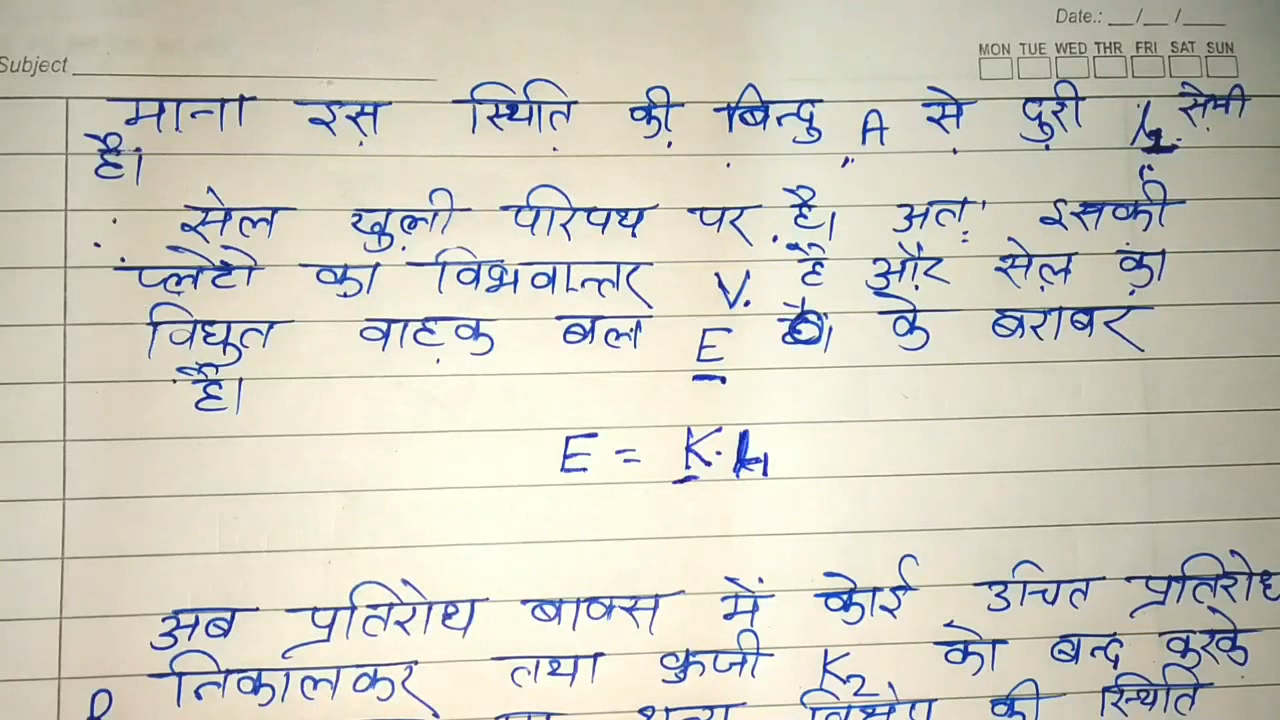 Date.: __/__/___
MON TUE WED THR FRI SAT SUN
Subject
माना इस स्थिति की बिन्दु A से दुरी l₁ सेमी
है।
सेल खुली परिपथ पर है। अतः इसकी
प्लेटो का विभवान्तर V. है और सेल का
विधुत वाहक बल E के बराबर
है।
E = K.l₁
अब प्रतिरोध बाक्स में कोई उचित प्रतिरोध
निकालकर तथा कुजी K₂ को बन्द करके
शून्य विक्षेप की स्थिति